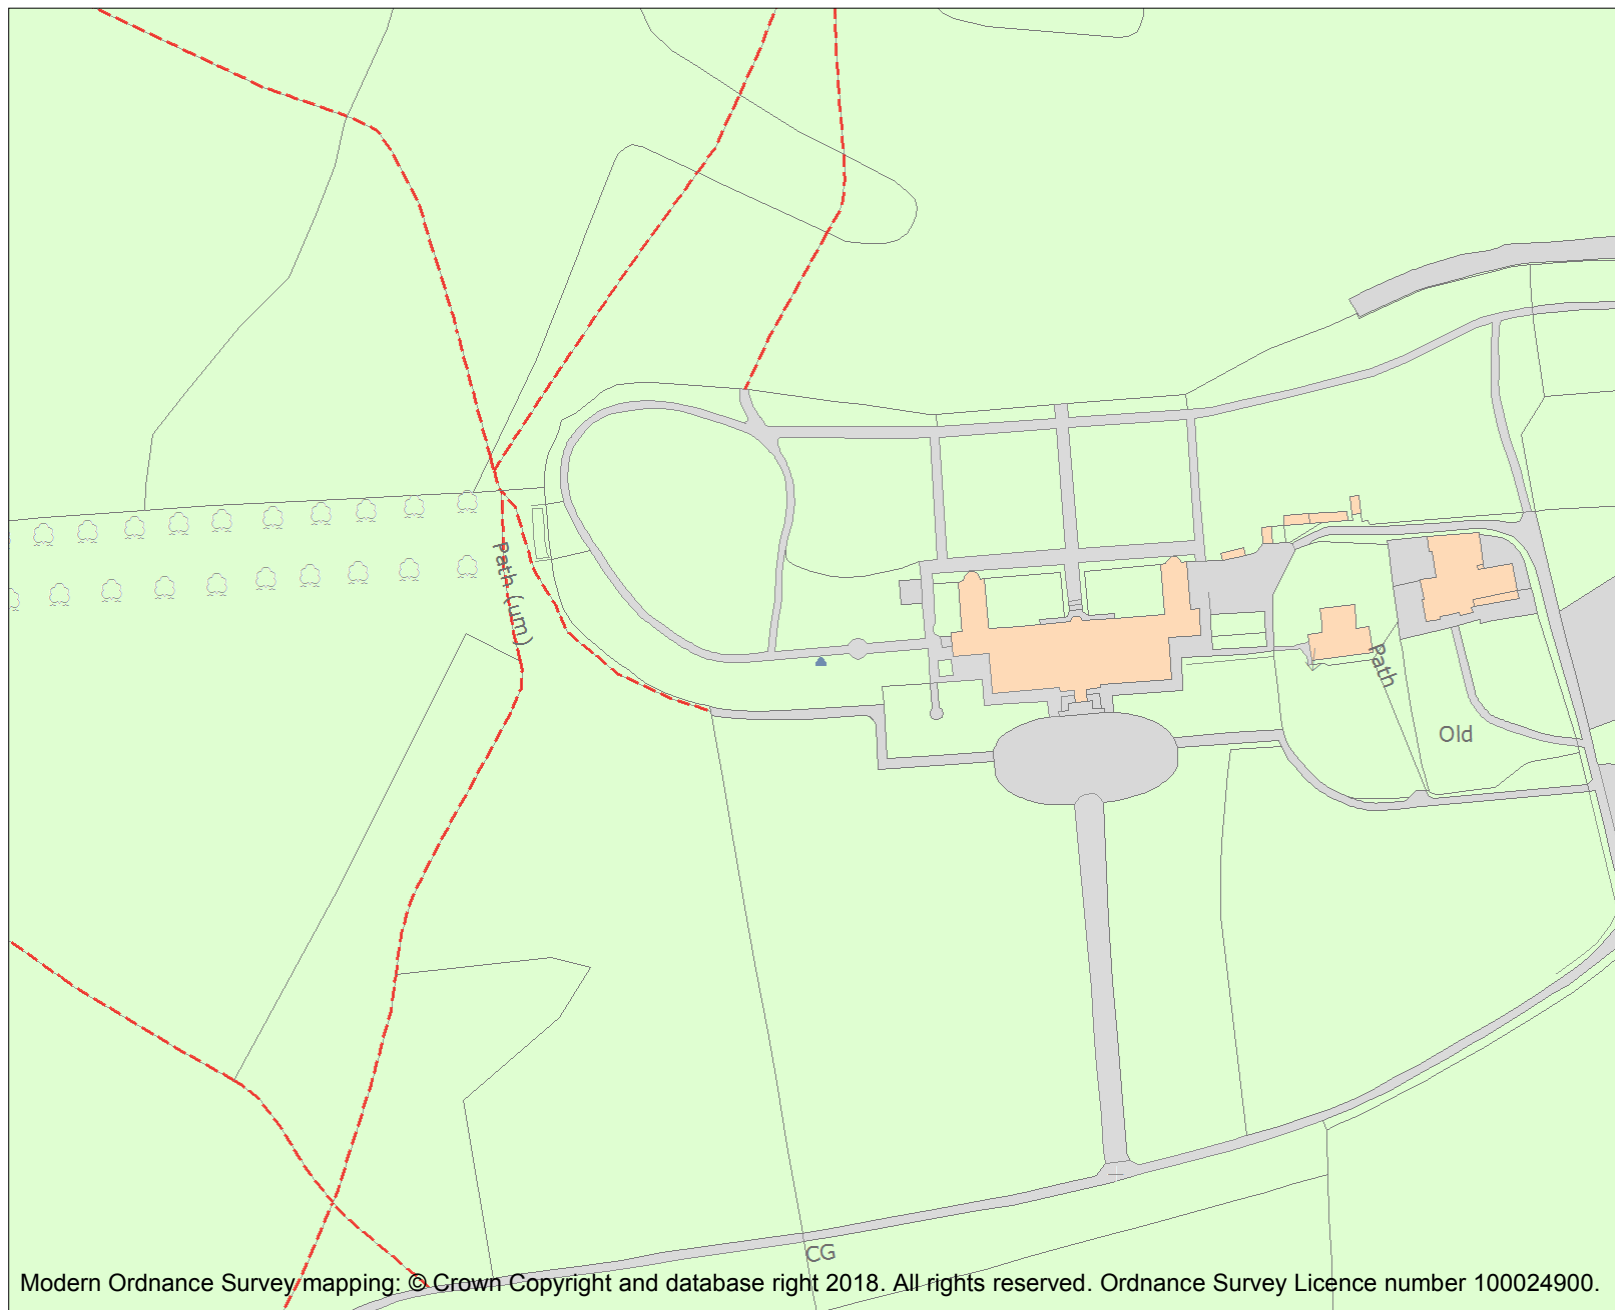 Path (um)
Path
Old
CG
Modern Ordnance Survey mapping: © Crown Copyright and database right 2018. All rights reserved. Ordnance Survey Licence number 100024900.